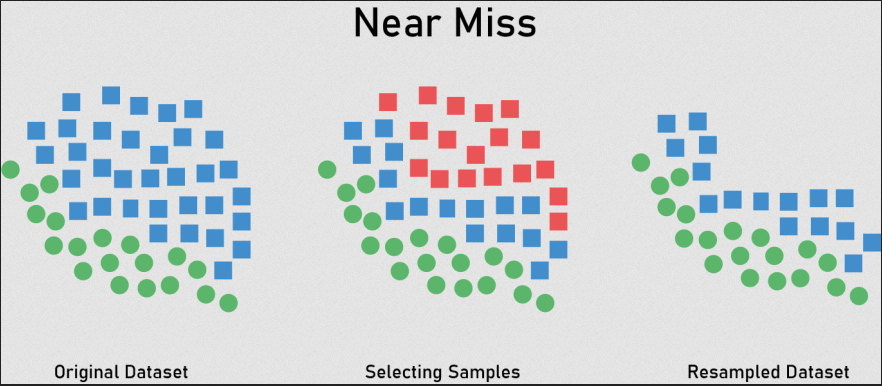 Near Miss
Original Dataset
Selecting Samples
Resampled Dataset